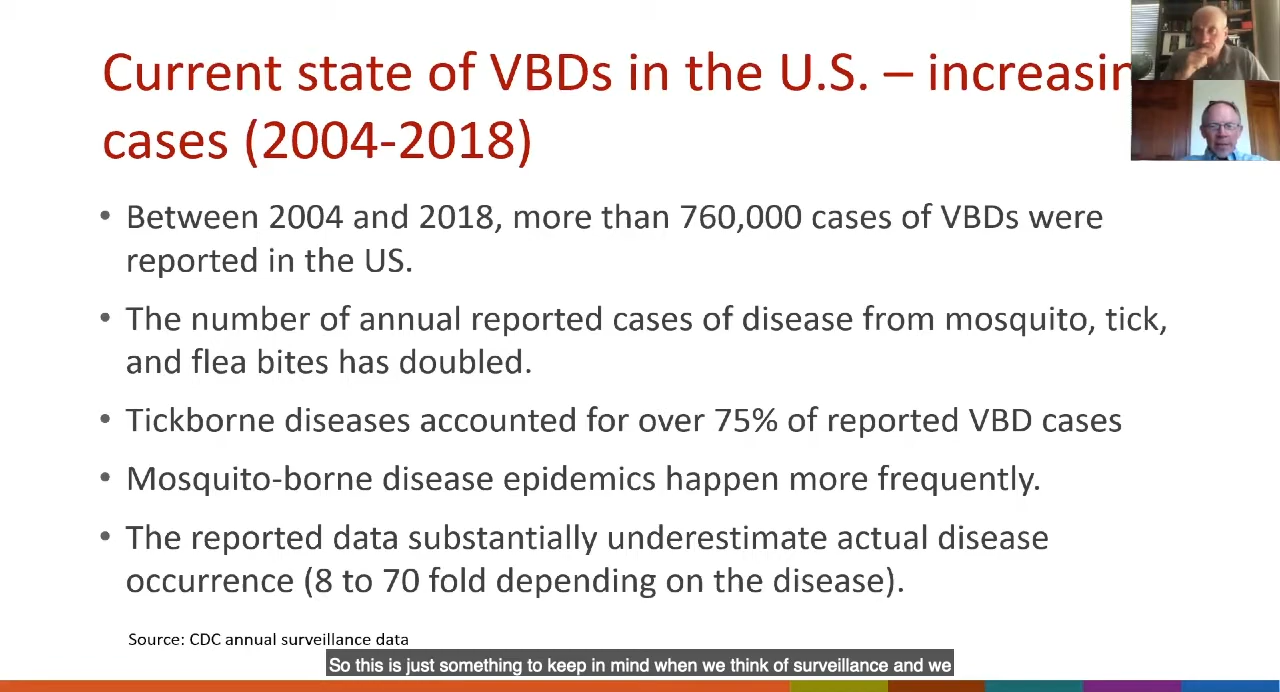 Current state of VBDs in the U.S. – increasin
cases (2004-2018)
• Between 2004 and 2018, more than 760,000 cases of VBDs were
reported in the US.
• The number of annual reported cases of disease from mosquito, tick,
and flea bites has doubled.
• Tickborne diseases accounted for over 75% of reported VBD cases
• Mosquito-borne disease epidemics happen more frequently.
• The reported data substantially underestimate actual disease
occurrence (8 to 70 fold depending on the disease).
Source: CDC annual surveillance data
So this is just something to keep in mind when we think of surveillance and we